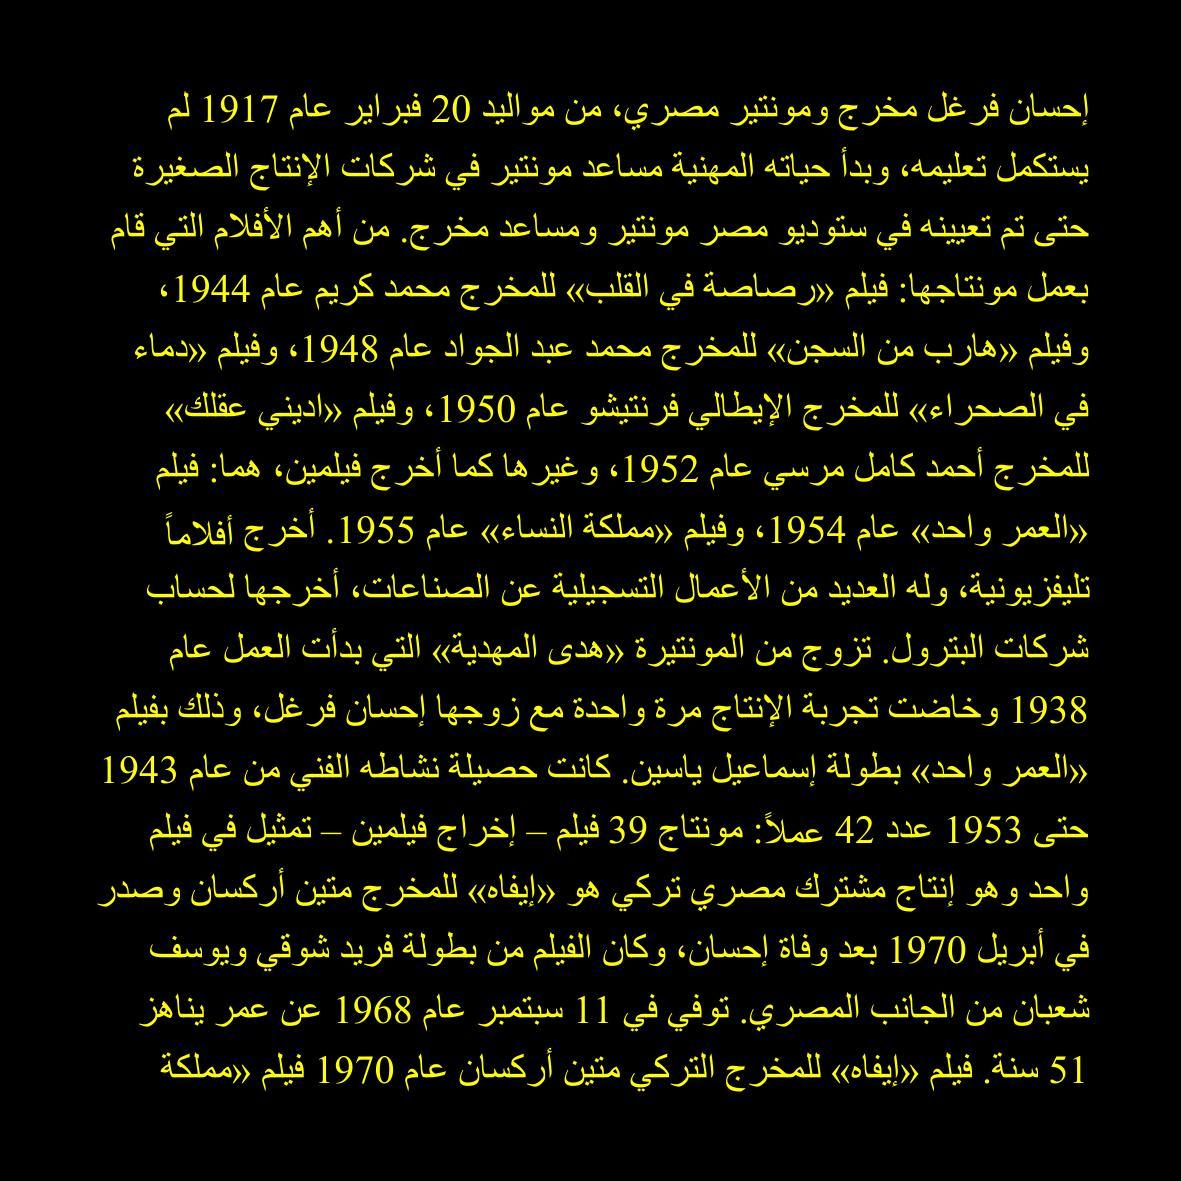 إحسان فرغل مخرج ومونتير مصري، من مواليد 20 فبراير عام 1917 لم
يستكمل تعليمه، وبدأ حياته المهنية مساعد مونتير في شركات الإنتاج الصغيرة
حتى تم تعيينه في ستوديو مصر مونتير ومساعد مخرج. من أهم الأفلام التي قام
بعمل مونتاجها: فيلم «رصاصة في القلب» للمخرج محمد كريم عام 1944،
وفيلم «هارب من السجن» للمخرج محمد عبد الجواد عام 1948، وفيلم «دماء
في الصحراء» للمخرج الإيطالي فرنتيشو عام 1950، وفيلم «اديني عقلك»
للمخرج أحمد كامل مرسي عام 1952، وغيرها كما أخرج فيلمين، هما: فيلم
«العمر واحد» عام 1954، وفيلم «مملكة النساء» عام 1955. أخرج أفلاماً
تليفزيونية، وله العديد من الأعمال التسجيلية عن الصناعات، أخرجها لحساب
شركات البترول. تزوج من المونتيرة «هدى المهدية» التي بدأت العمل عام
1938 وخاضت تجربة الإنتاج مرة واحدة مع زوجها إحسان فرغل، وذلك بفيلم
«العمر واحد» بطولة إسماعيل ياسين. كانت حصيلة نشاطه الفني من عام 1943
حتى 1953 عدد 42 عملاً: مونتاج 39 فيلم – إخراج فيلمين – تمثيل في فيلم
واحد وهو إنتاج مشترك مصري تركي هو «إيفاه» للمخرج متين أركسان وصدر
في أبريل 1970 بعد وفاة إحسان، وكان الفيلم من بطولة فريد شوقي ويوسف
شعبان من الجانب المصري. توفي في 11 سبتمبر عام 1968 عن عمر يناهز
51 سنة. فيلم «إيفاه» للمخرج التركي متين أركسان عام 1970 فيلم «مملكة